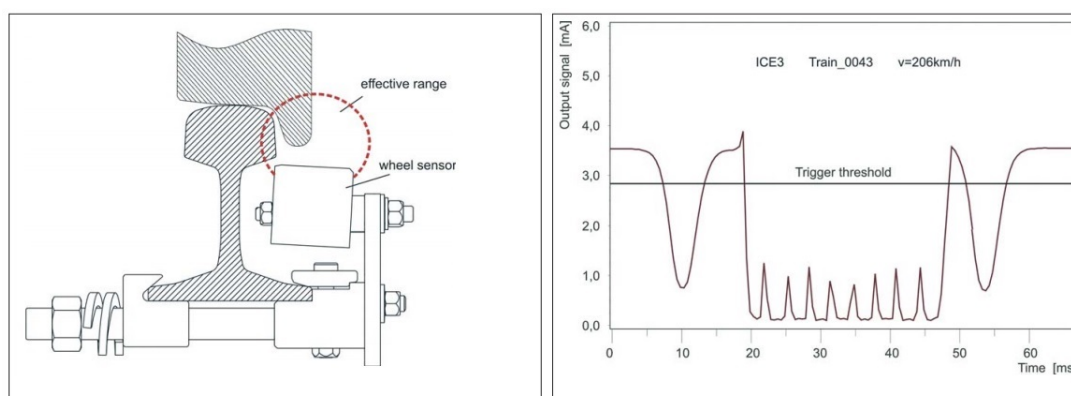 effective range
wheel sensor
Output signal [mA]
6,0
5,0
4,0
3,0
2,0
1,0
0,0
ICE3 Train_0043 v=206km/h
Trigger threshold
0 10 20 30 40 50 60
Time [ms